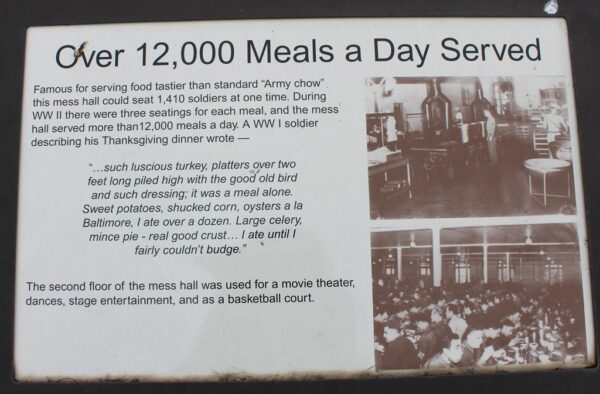 Over 12,000 Meals a Day Served
Famous for serving food tastier than standard “Army chow”
this mess hall could seat 1,410 soldiers at one time. During
WW II there were three seatings for each meal, and the mess
hall served more than12,000 meals a day. A WW I soldier
describing his Thanksgiving dinner wrote —
“…such luscious turkey, platters over two
feet long piled high with the good old bird
and such dressing; it was a meal alone.
Sweet potatoes, shucked corn, oysters a la
Baltimore, I ate over a dozen. Large celery,
mince pie - real good crust… I ate until I
fairly couldn’t budge.”
The second floor of the mess hall was used for a movie theater,
dances, stage entertainment, and as a basketball court.